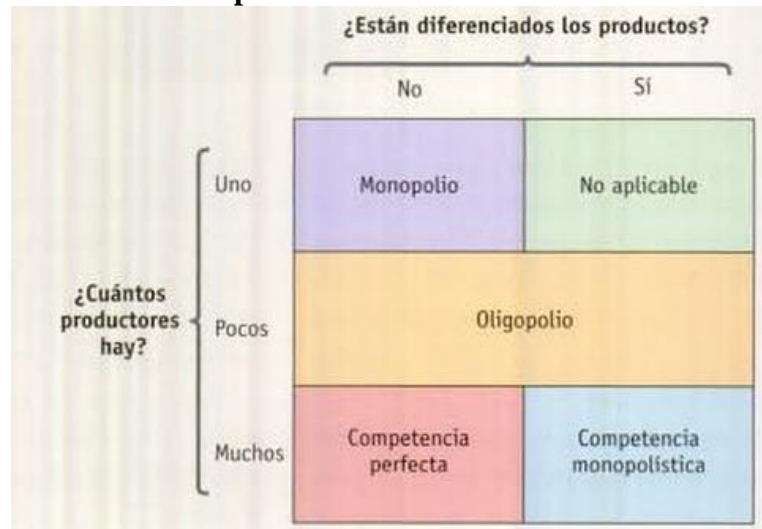 ¿Están diferenciados los productos?
No
Sí
Uno
Monopolio
No aplicable
¿Cuántos
productores
hay?
Pocos
Oligopolio
Muchos
Competencia
perfecta
Competencia
monopolística